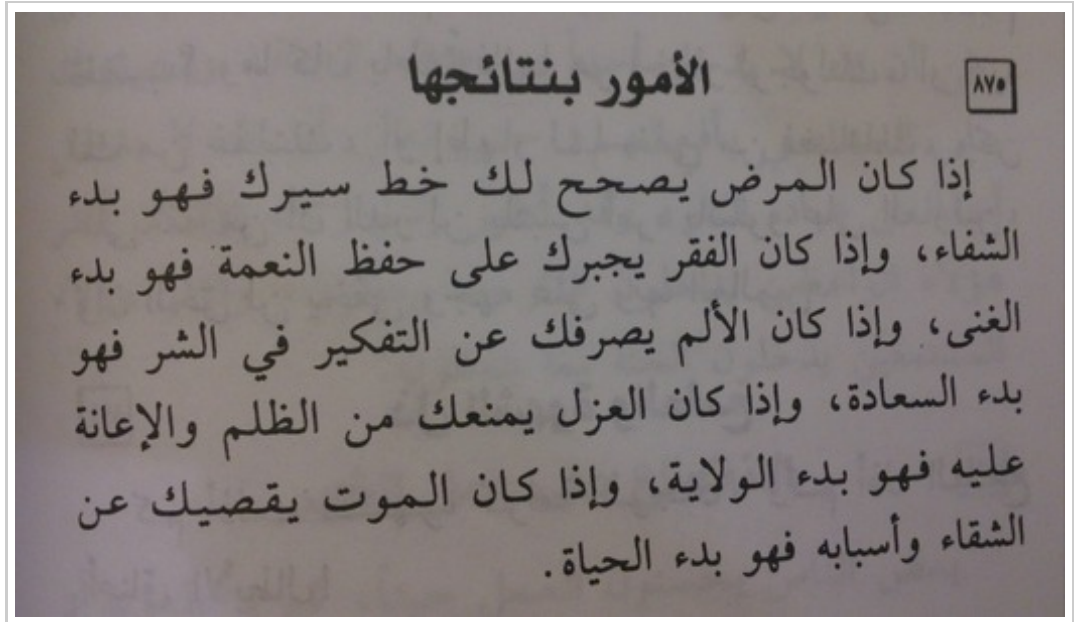 ٨٧٥
الأمور بنتائجها
إذا كان المرض يصحح لك خط سيرك فهو بدء
الشفاء، وإذا كان الفقر يجبرك على حفظ النعمة فهو بدء
الغنى، وإذا كان الألم يصرفك عن التفكير في الشر فهو
بدء السعادة، وإذا كان العزل يمنعك من الظلم والإعانة
عليه فهو بدء الولاية، وإذا كان الموت يقصيك عن
الشقاء وأسبابه فهو بدء الحياة.